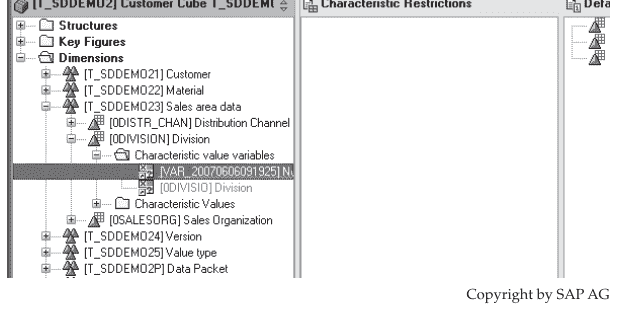 [T_SDDEMO2] Customer Cube T_SDDEM
Characteristic Restrictions
Defa
Structures
Key Figures
Dimensions
[T_SDDEMO21] Customer
[T_SDDEMO22] Material
[T_SDDEMO23] Sales area data
[0DISTR_CHAN] Distribution Channel
[0DIVISION] Division
Characteristic value variables
[VAR_20070606091925] Nu
[0DIVISIO] Division
Characteristic Values
[0SALESORG] Sales Organization
[T_SDDEMO24] Version
[T_SDDEMO25] Value type
[T_SDDEMO2P] Data Packet
Copyright by SAP AG